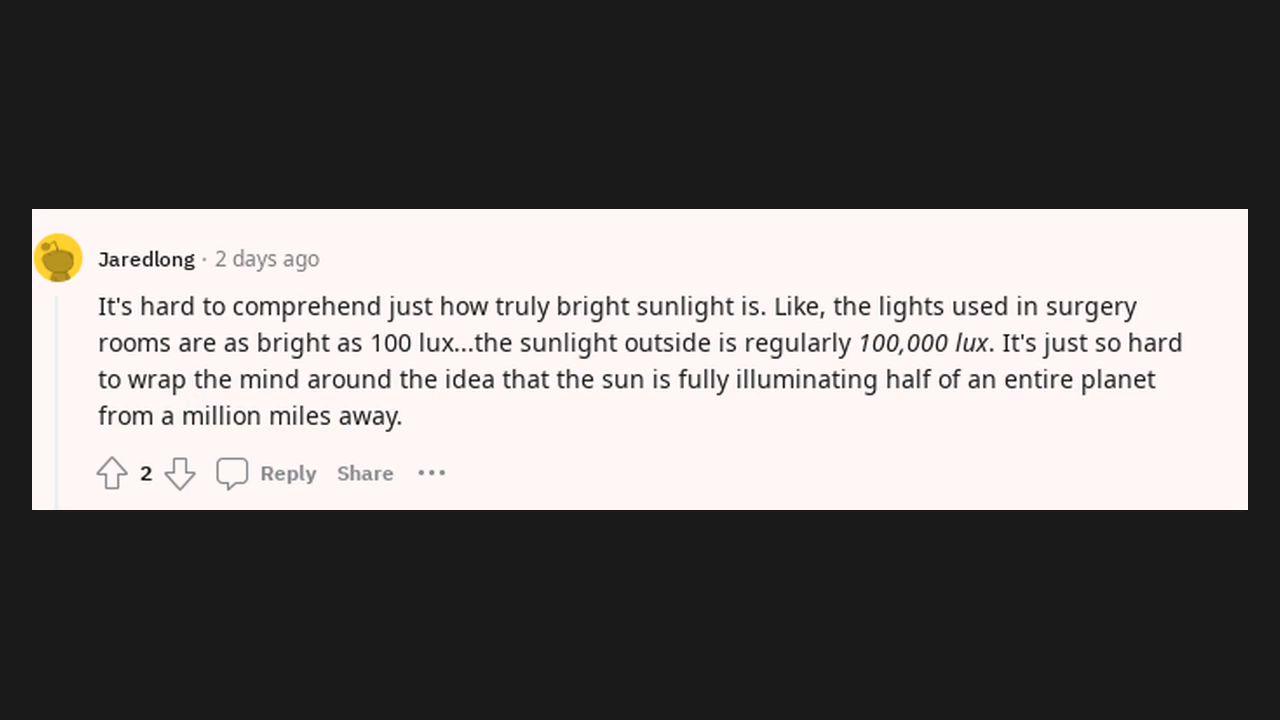 Jaredlong · 2 days ago
It's hard to comprehend just how truly bright sunlight is. Like, the lights used in surgery
rooms are as bright as 100 lux...the sunlight outside is regularly 100,000 lux. It's just so hard
to wrap the mind around the idea that the sun is fully illuminating half of an entire planet
from a million miles away.
2 Reply Share ···